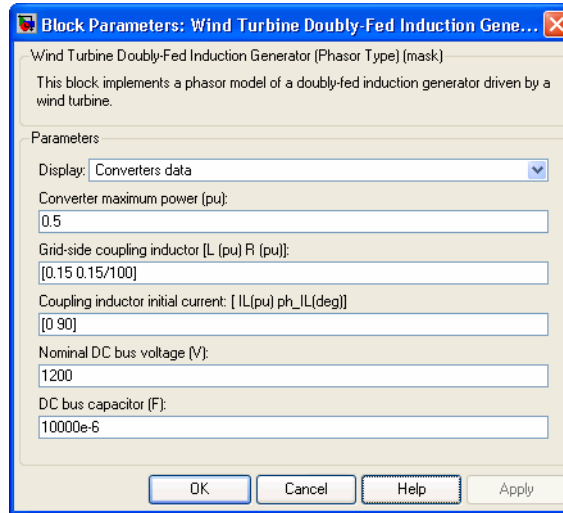 Block Parameters: Wind Turbine Doubly-Fed Induction Gene...
Wind Turbine Doubly-Fed Induction Generator (Phasor Type) (mask)
This block implements a phasor model of a doubly-fed induction generator driven by a
wind turbine.
Parameters
Display: Converters data
Converter maximum power (pu):
0.5
Grid-side coupling inductor [L (pu) R (pu)]:
[0.15 0.15/100]
Coupling inductor initial current: [ IL(pu) ph_IL(deg)]
[0 90]
Nominal DC bus voltage (V):
1200
DC bus capacitor (F):
10000e-6
OK Cancel Help Apply